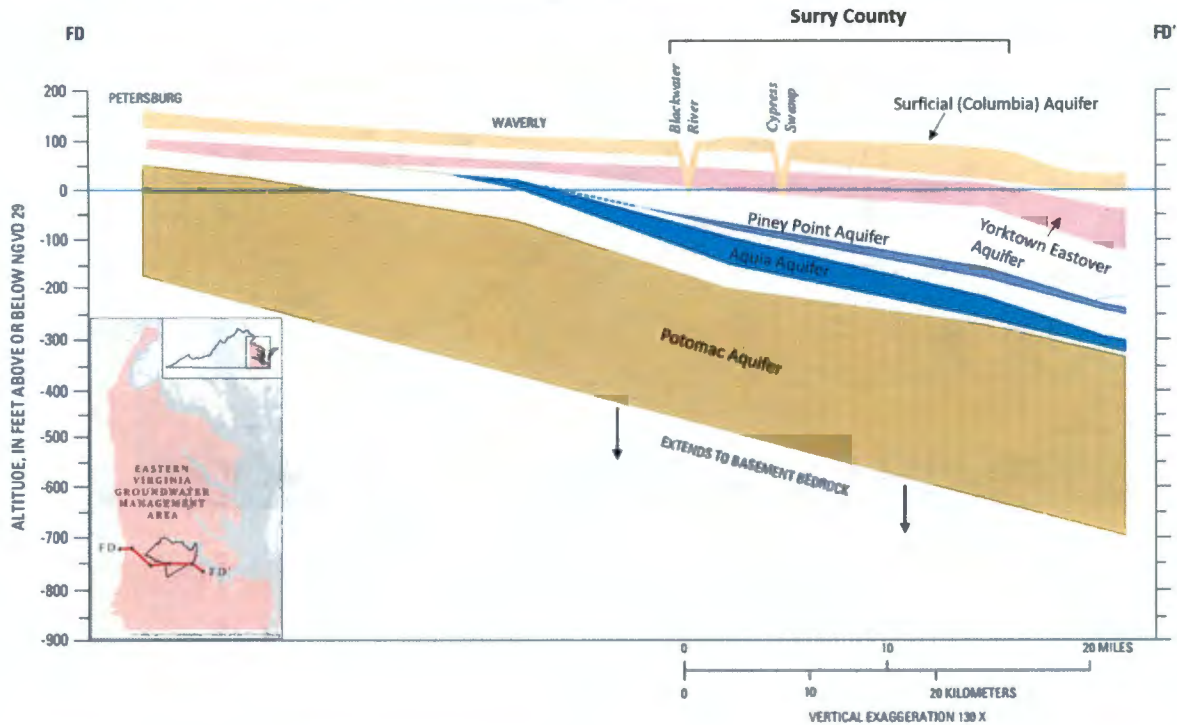 Surry County
FD
FD'
200
100
0
-100
-200
-300
-400
-500
-600
-700
-800
-900
ALTITUDE, IN FEET ABOVE OR BELOW NGVD 29
PETERSBURG
WAVERLY
Blackwater
River
Cypress
Swamp
Surficial (Columbia) Aquifer
Piney Point Aquifer
Yorktown Eastover
Aquifer
Aquia Aquifer
Potomac Aquifer
EXTENDS TO BASEMENT BEDROCK
EASTERN
VIRGINIA
GROUNDWATER
MANAGEMENT
AREA
FD
FD'
0 10 20 MILES
0 10 20 KILOMETERS
VERTICAL EXAGGERATION 130 X